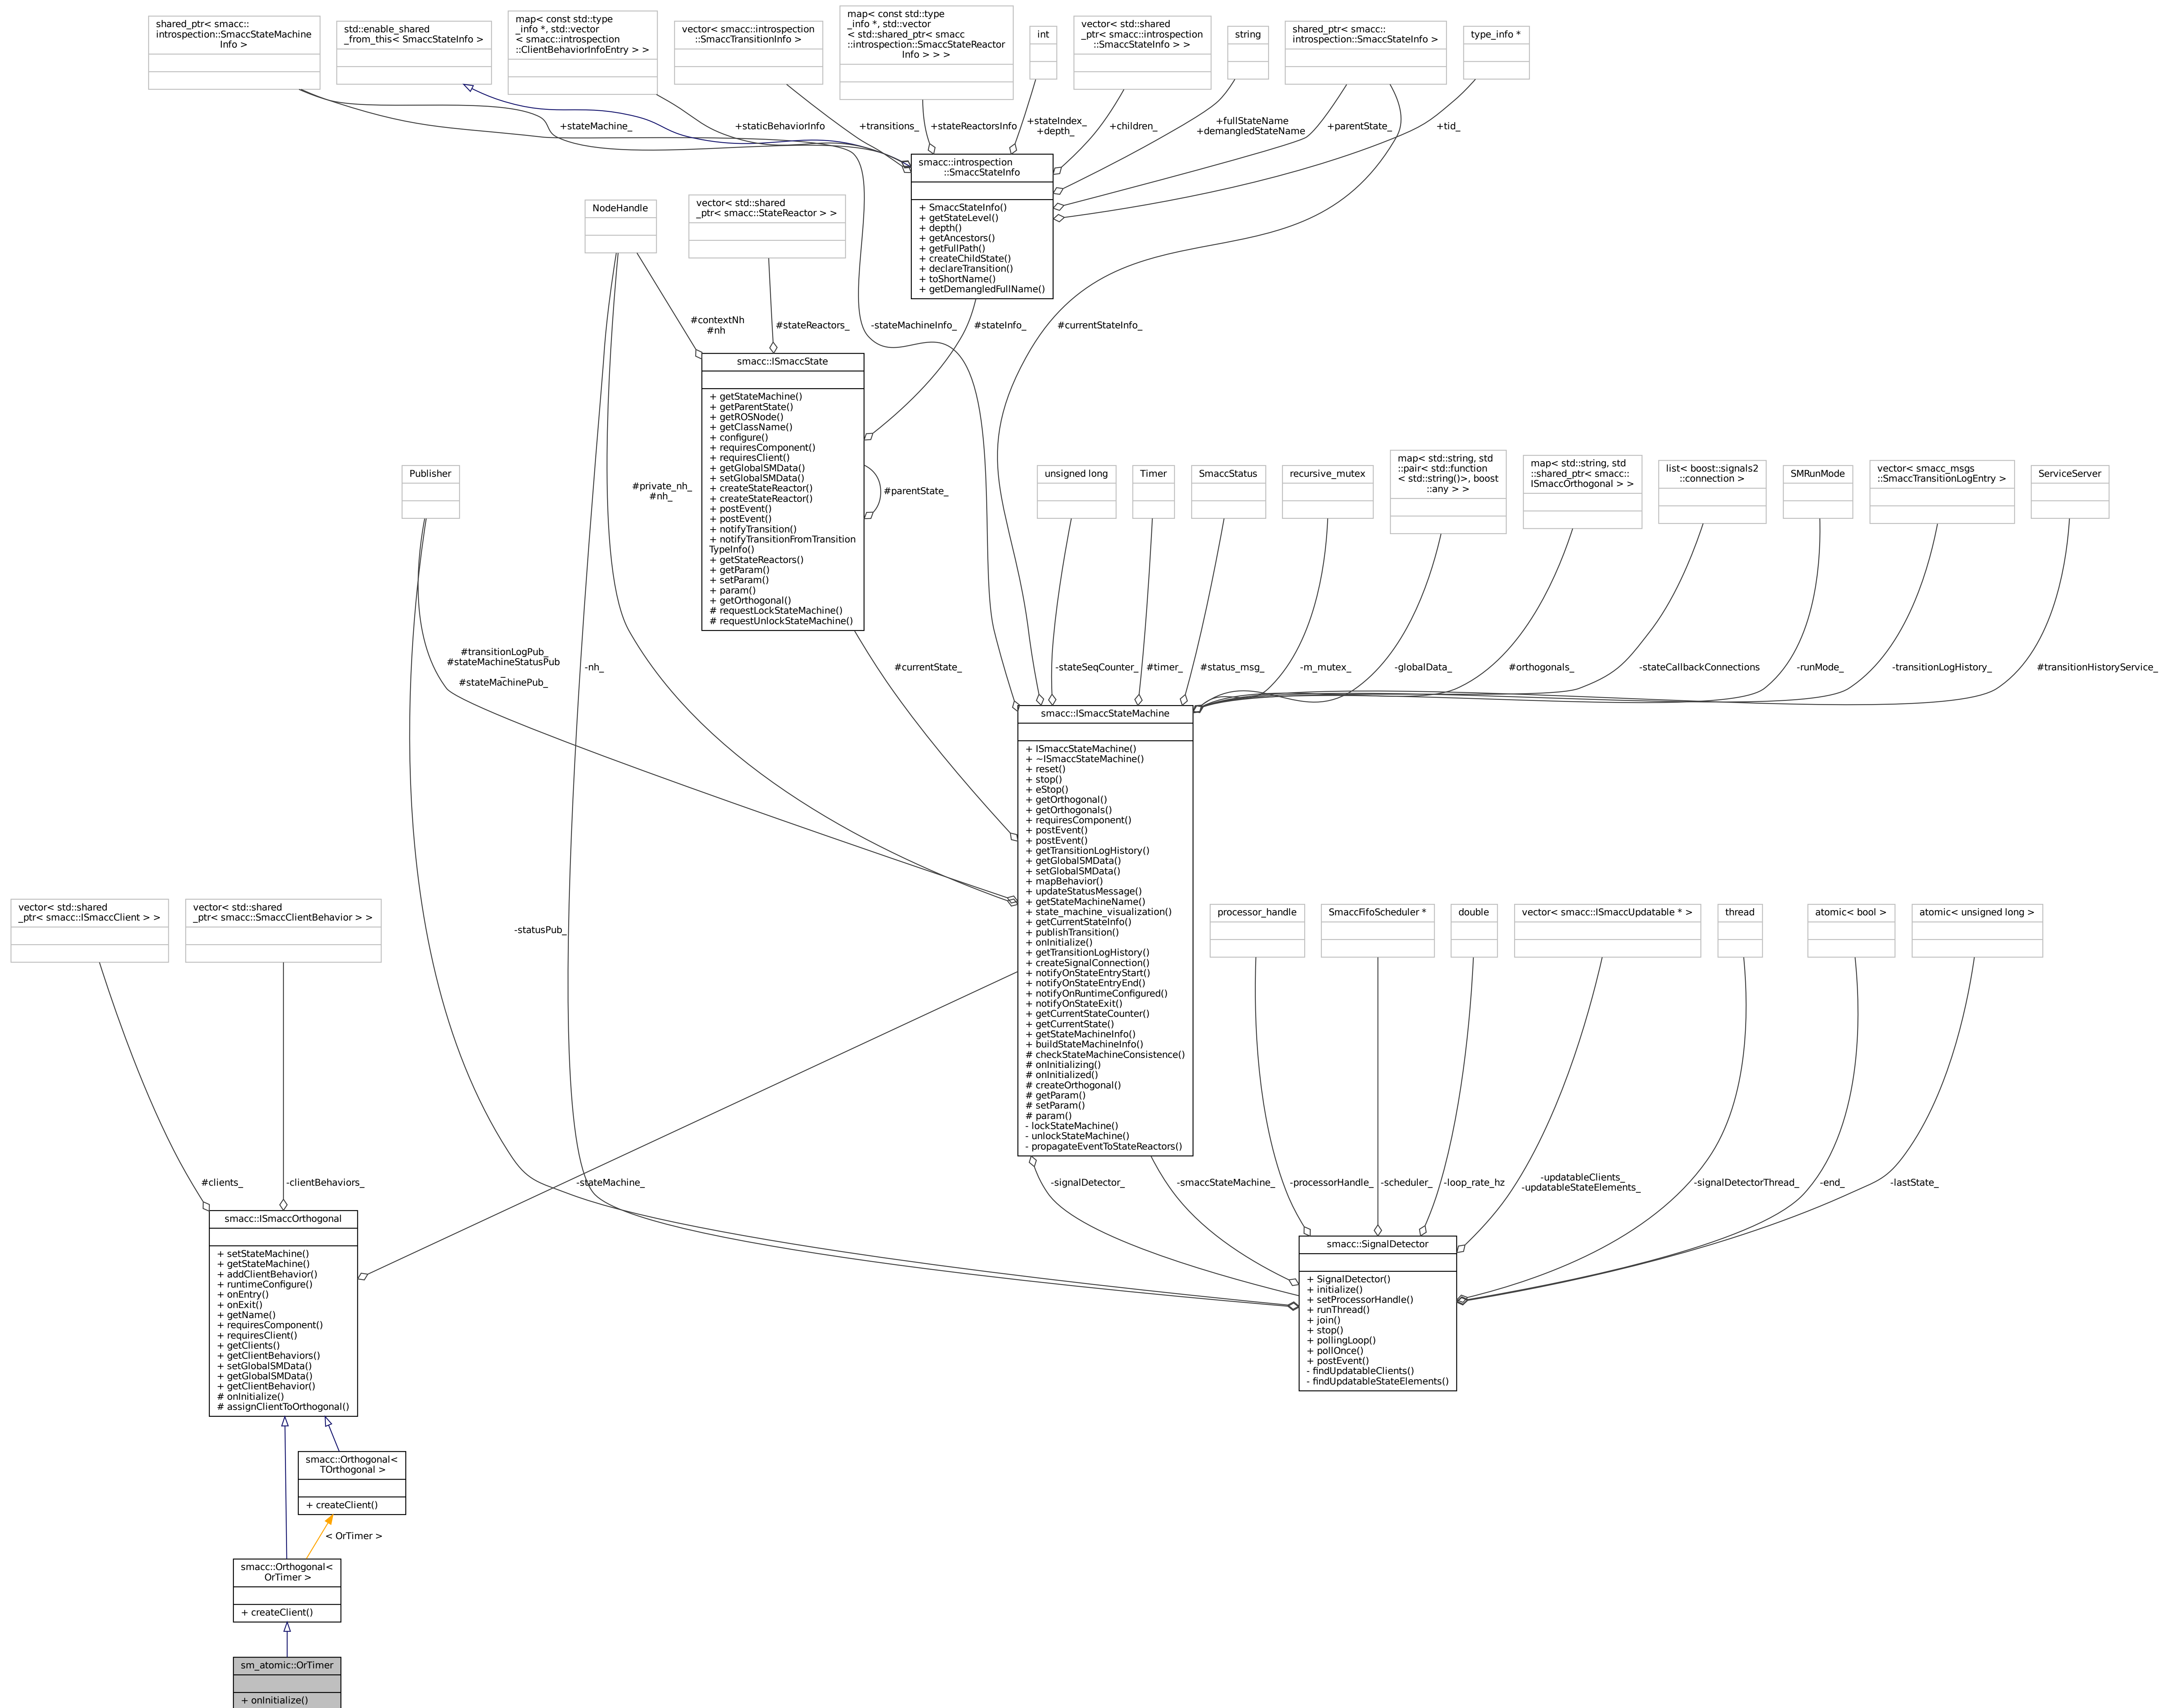 shared_ptr< smacc::
introspection::SmaccStateMachine
Info >
std::enable_shared
_from_this< SmaccStateInfo >
map< const std::type
_info *, std::vector
< smacc::introspection
::ClientBehaviorInfoEntry > >
vector< smacc::introspection
::SmaccTransitionInfo >
map< const std::type
_info *, std::vector
< std::shared_ptr< smacc
::introspection::SmaccStateReactor
Info > > >
int
vector< std::shared
_ptr< smacc::introspection
::SmaccStateInfo > >
string
shared_ptr< smacc::
introspection::SmaccStateInfo >
type_info *
+stateMachine_
+staticBehaviorInfo
+transitions_
+stateReactorsInfo
+stateIndex_
+depth_
+children_
+fullStateName
+demangledStateName
+parentState_
+tid_
smacc::introspection
::SmaccStateInfo
+ SmaccStateInfo()
+ getStateLevel()
+ depth()
+ getAncestors()
+ getFullPath()
+ createChildState()
+ declareTransition()
+ toShortName()
+ getDemangledFullName()
NodeHandle
vector< std::shared
_ptr< smacc::StateReactor > >
#contextNh
#nh
#stateReactors_
-stateMachineInfo_
#stateInfo_
#currentStateInfo_
smacc::ISmaccState
+ getStateMachine()
+ getParentState()
+ getROSNode()
+ getClassName()
+ configure()
+ requiresComponent()
+ requiresClient()
+ getGlobalSMData()
+ setGlobalSMData()
+ createStateReactor()
+ createStateReactor()
+ postEvent()
+ postEvent()
+ notifyTransition()
+ notifyTransitionFromTransition
TypeInfo()
+ getStateReactors()
+ getParam()
+ setParam()
+ param()
+ getOrthogonal()
# requestLockStateMachine()
# requestUnlockStateMachine()
#parentState_
Publisher
#private_nh_
#nh_
unsigned long
Timer
SmaccStatus
recursive_mutex
map< std::string, std
::pair< std::function
< std::string()>, boost
::any > >
map< std::string, std
::shared_ptr< smacc::
ISmaccOrthogonal > >
list< boost::signals2
::connection >
SMRunMode
vector< smacc_msgs
::SmaccTransitionLogEntry >
ServiceServer
#transitionLogPub_
#stateMachineStatusPub
_
#stateMachinePub_
-nh_
#currentState_
-stateSeqCounter_
#timer_
#status_msg_
-m_mutex_
-globalData_
#orthogonals_
-stateCallbackConnections
-runMode_
-transitionLogHistory_
#transitionHistoryService_
smacc::ISmaccStateMachine
+ ISmaccStateMachine()
+ ~ISmaccStateMachine()
+ reset()
+ stop()
+ eStop()
+ getOrthogonal()
+ getOrthogonals()
+ requiresComponent()
+ postEvent()
+ postEvent()
+ getTransitionLogHistory()
+ getGlobalSMData()
+ setGlobalSMData()
+ mapBehavior()
+ updateStatusMessage()
+ getStateMachineName()
+ state_machine_visualization()
+ getCurrentStateInfo()
+ publishTransition()
+ onInitialize()
+ getTransitionLogHistory()
+ createSignalConnection()
+ notifyOnStateEntryStart()
+ notifyOnStateEntryEnd()
+ notifyOnRuntimeConfigured()
+ notifyOnStateExit()
+ getCurrentStateCounter()
+ getCurrentState()
+ getStateMachineInfo()
+ buildStateMachineInfo()
# checkStateMachineConsistence()
# onInitializing()
# onInitialized()
# createOrthogonal()
# getParam()
# setParam()
# param()
- lockStateMachine()
- unlockStateMachine()
- propagateEventToStateReactors()
vector< std::shared
_ptr< smacc::ISmaccClient > >
vector< std::shared
_ptr< smacc::SmaccClientBehavior > >
-statusPub_
processor_handle
SmaccFifoScheduler *
double
vector< smacc::ISmaccUpdatable * >
thread
atomic< bool >
atomic< unsigned long >
#clients_
-clientBehaviors_
-stateMachine_
-signalDetector_
-smaccStateMachine_
-processorHandle_
-scheduler_
-loop_rate_hz
-updatableClients_
-updatableStateElements_
-signalDetectorThread_
-end_
-lastState_
smacc::ISmaccOrthogonal
+ setStateMachine()
+ getStateMachine()
+ addClientBehavior()
+ runtimeConfigure()
+ onEntry()
+ onExit()
+ getName()
+ requiresComponent()
+ requiresClient()
+ getClients()
+ getClientBehaviors()
+ setGlobalSMData()
+ getGlobalSMData()
+ getClientBehavior()
# onInitialize()
# assignClientToOrthogonal()
smacc::SignalDetector
+ SignalDetector()
+ initialize()
+ setProcessorHandle()
+ runThread()
+ join()
+ stop()
+ pollingLoop()
+ pollOnce()
+ postEvent()
- findUpdatableClients()
- findUpdatableStateElements()
smacc::Orthogonal<
TOrthogonal >
+ createClient()
< OrTimer >
smacc::Orthogonal<
OrTimer >
+ createClient()
sm_atomic::OrTimer
+ onInitialize()